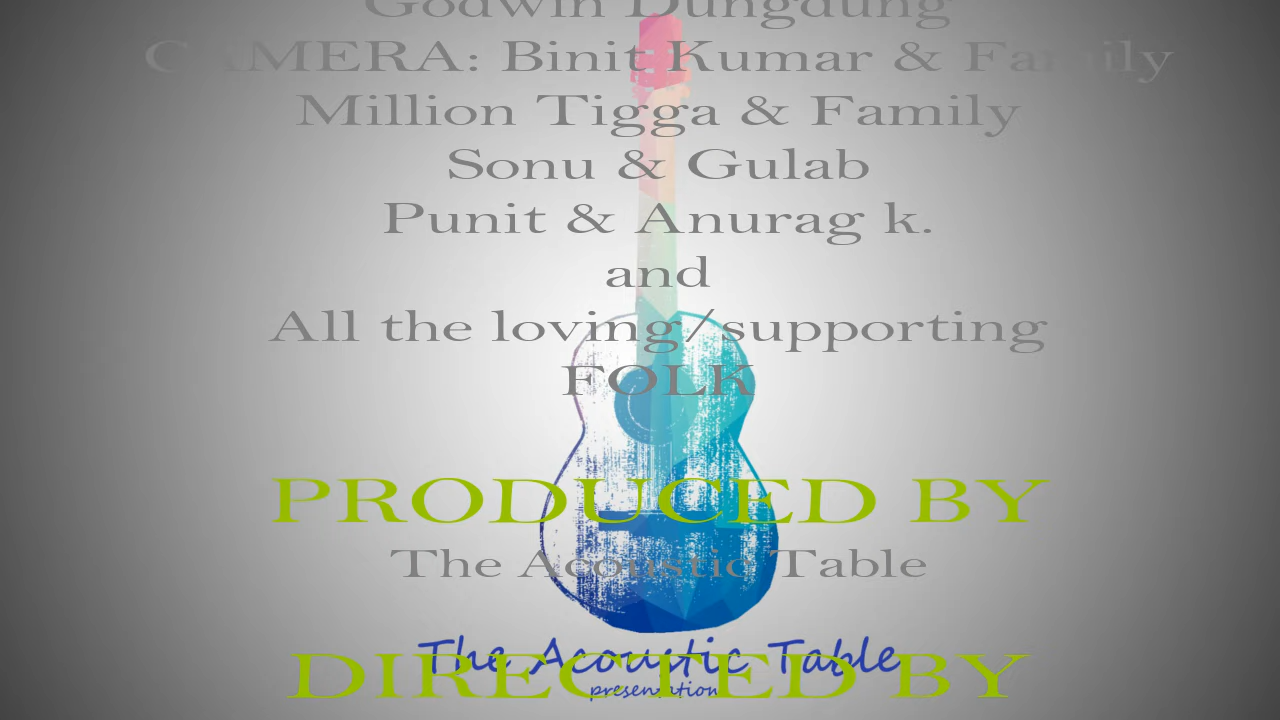 Godwin Dungdung
CAMERA: Binit Kumar & Family
Million Tigga & Family
Sonu & Gulab
Punit & Anurag k.
and
All the loving/supporting
FOLK
PRODUCED BY
The Acoustic Table
The Acoustic Table
DIRECTED BY
presentation